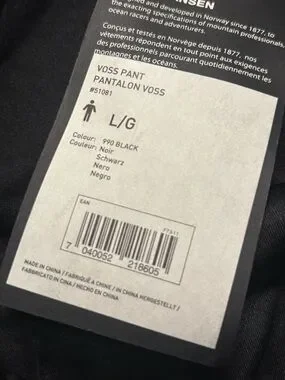 NSEN
ned and developed in Norway since 1877, to
the exacting specifications of mountain professionals,
ocean racers and adventurers.
Conçus et testés en Norvège depuis 1877, nos
vêtements répondent en tout point aux exigences
des professionnels parcourant quotidiennement les
montagnes et les océans.
VOSS PANT
PANTALON VOSS
#51081
L/G
Colour: 990 BLACK
Couleur: Noir
Schwarz
Nero
Negro
EAN
7 040052 218605
MADE IN CHINA / FABRIQUÉ A CHINE / IN CHINA HERGESTELLT /
FABBRICATO IN CINA / HECHO EN CHINA